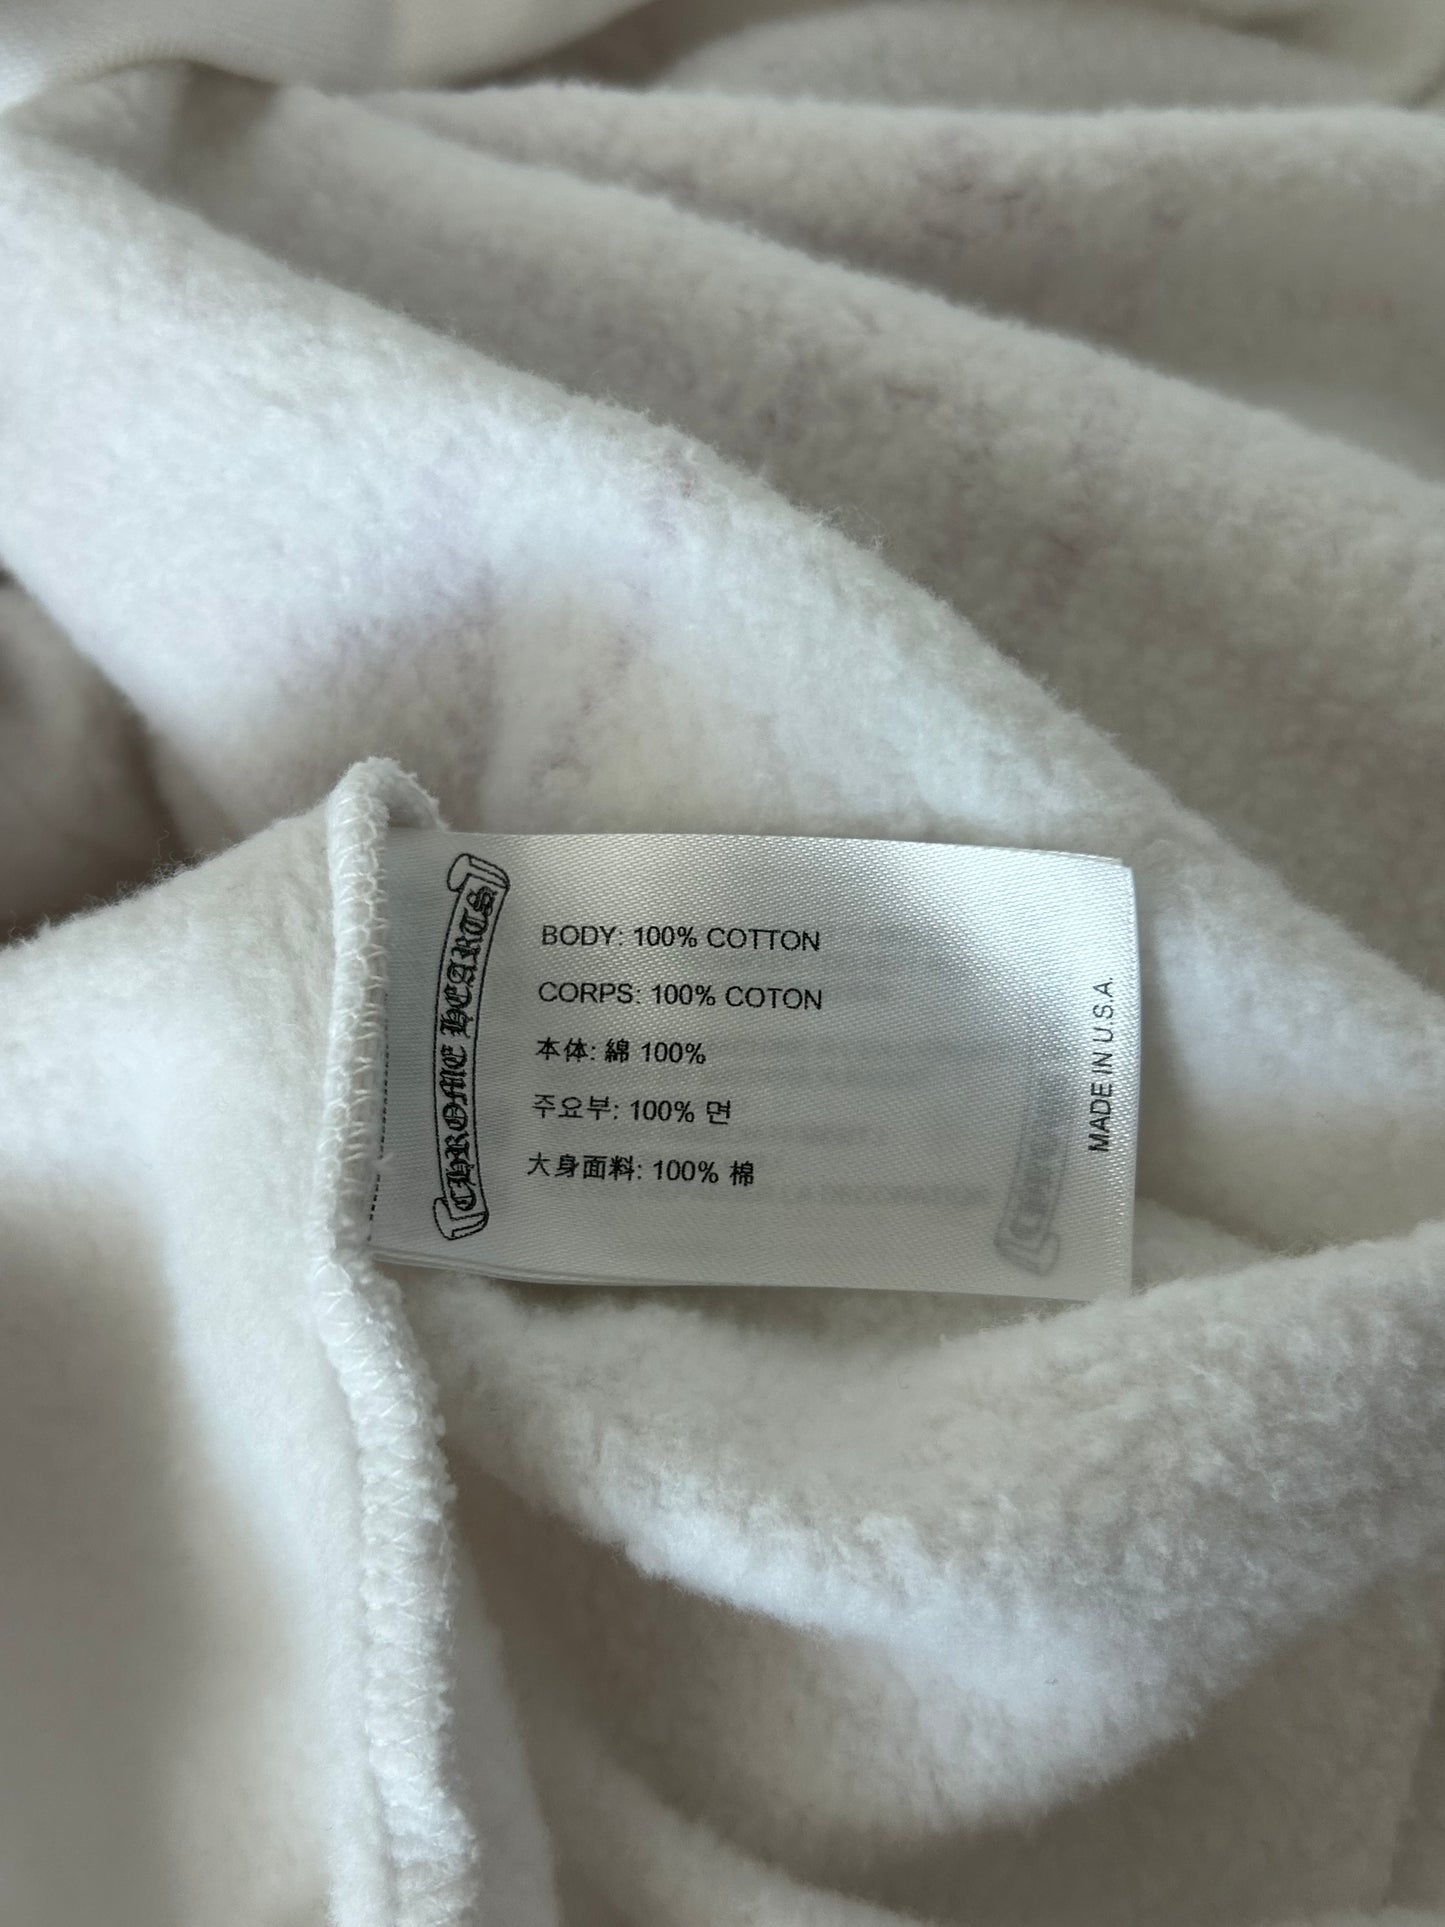 CHROME HEARTS
BODY: 100% COTTON
CORPS: 100% COTON
本体: 綿 100%
주요부: 100% 면
大身面料: 100% 棉
MADE IN U.S.A.